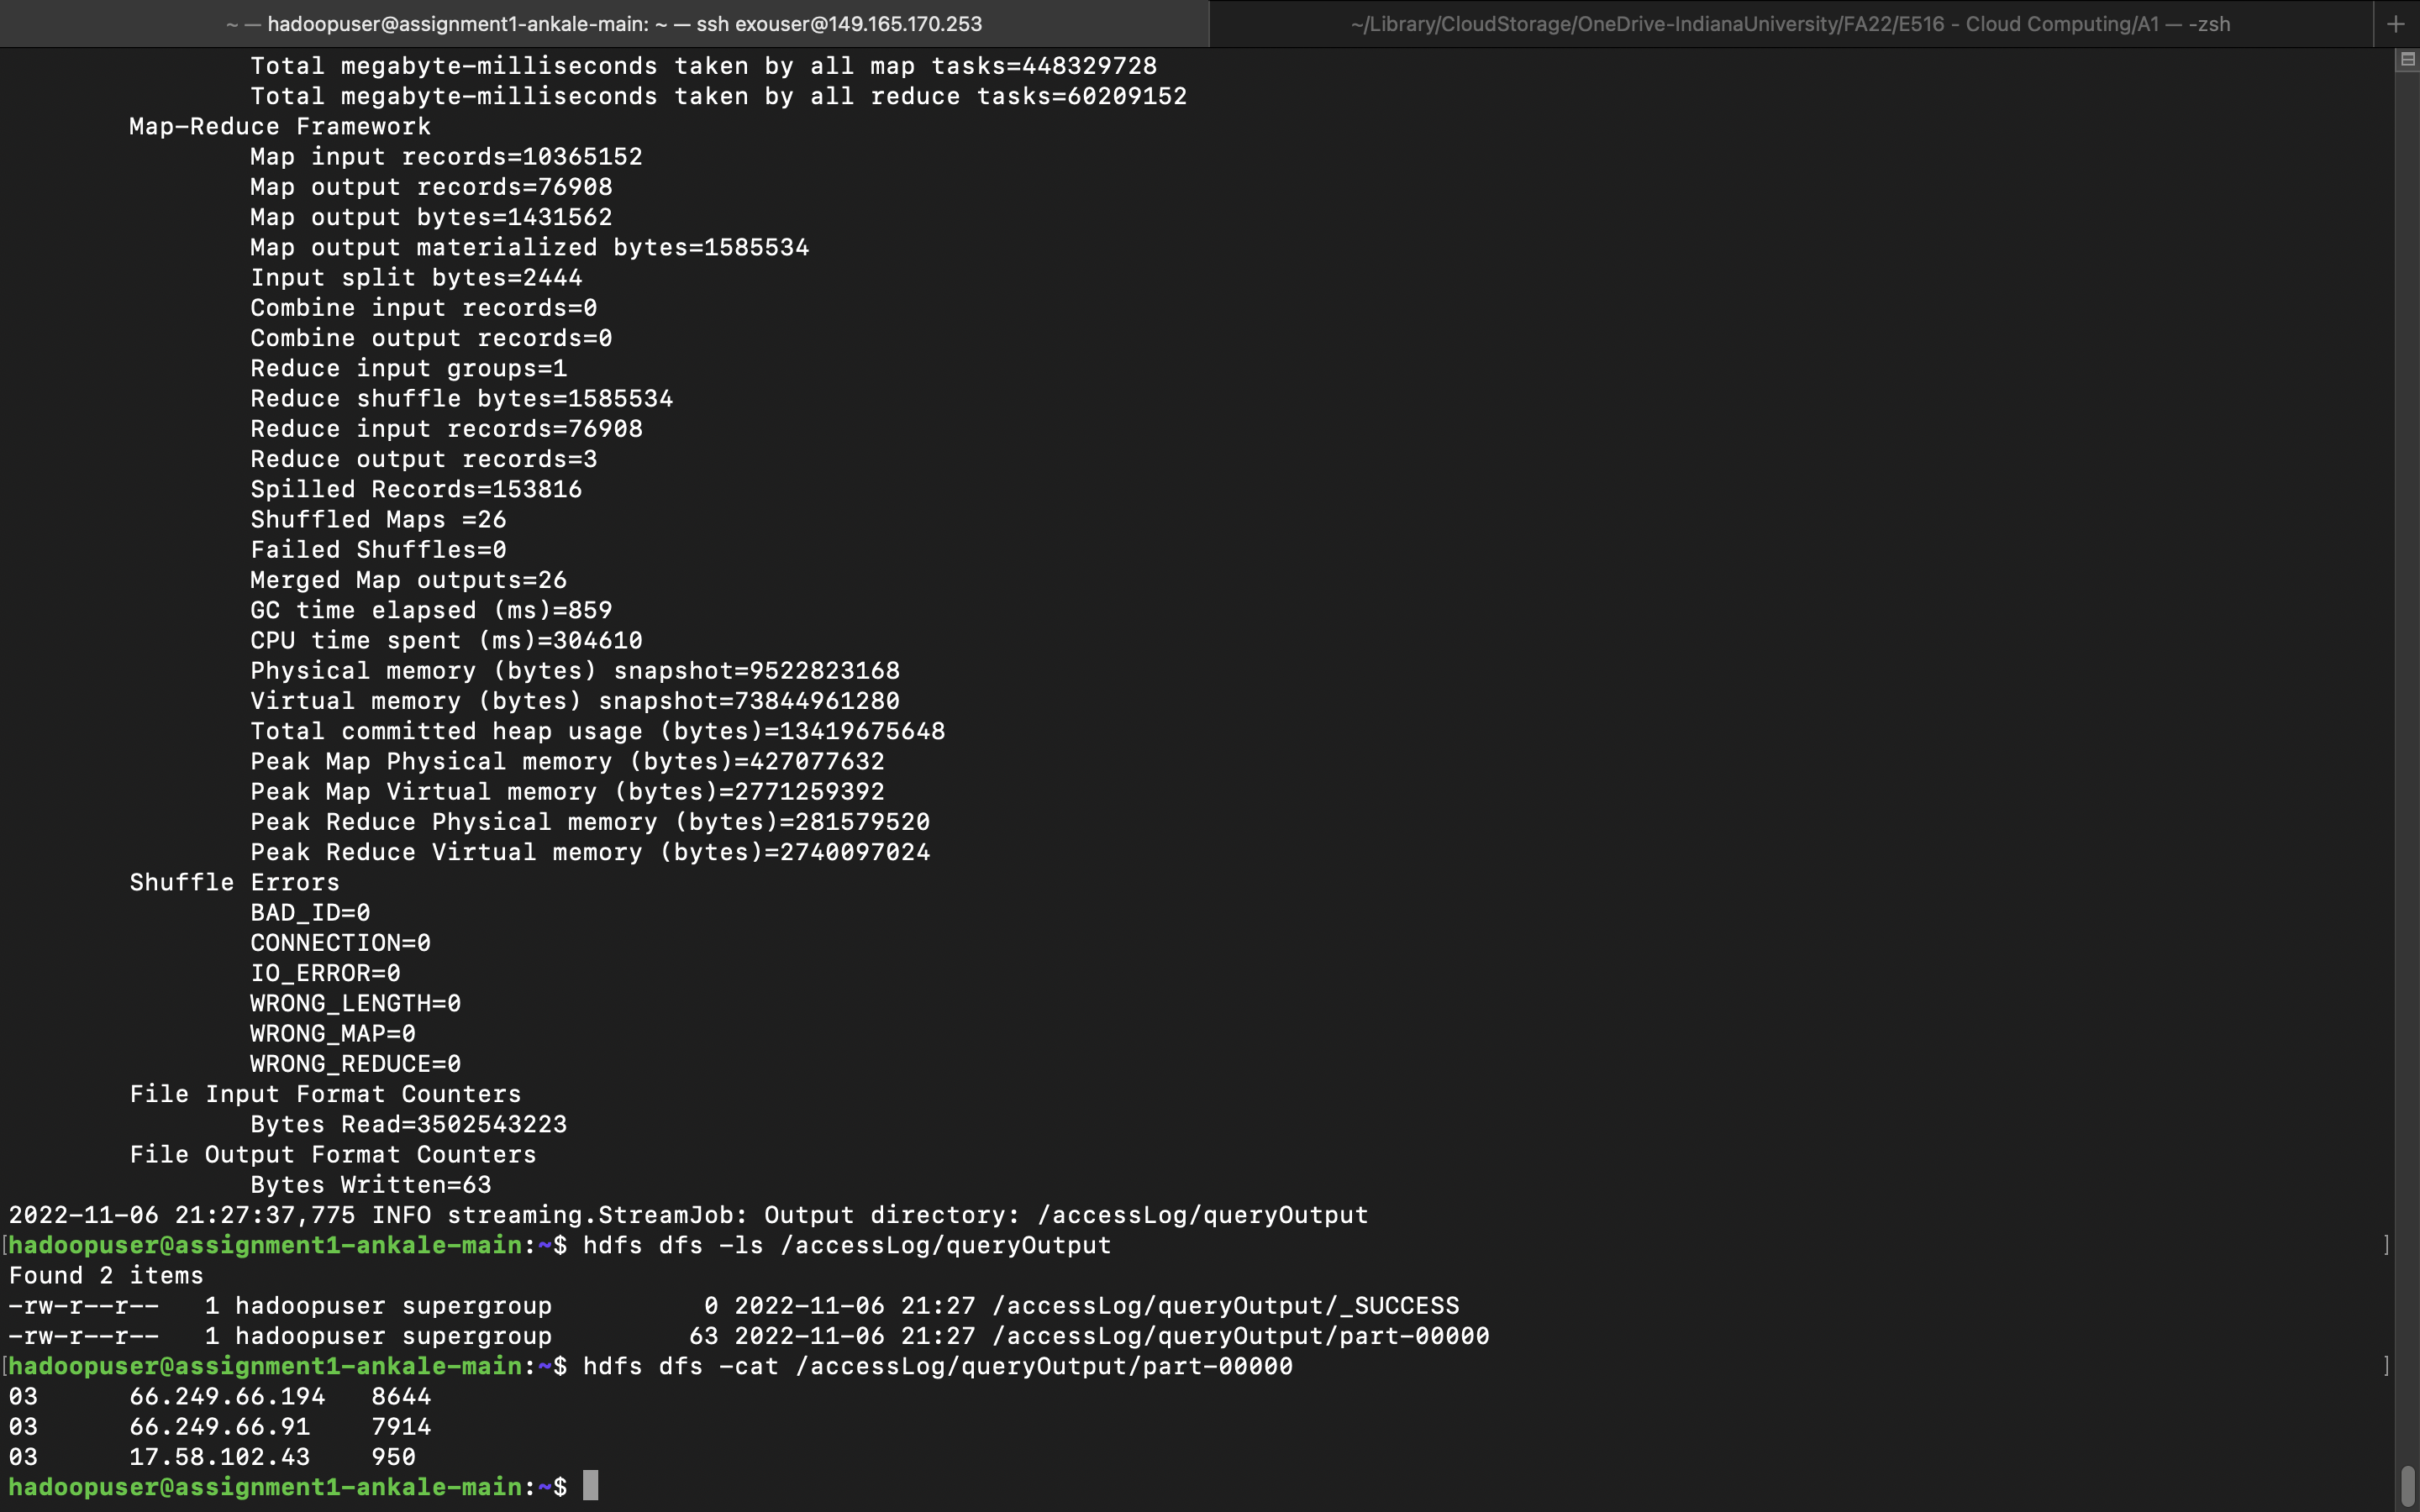 ~ — hadoopuser@assignment1-ankale-main: ~ — ssh exouser@149.165.170.253
~/Library/CloudStorage/OneDrive-IndianaUniversity/FA22/E516 - Cloud Computing/A1 — -zsh
Total megabyte-milliseconds taken by all map tasks=448329728
Total megabyte-milliseconds taken by all reduce tasks=60209152
Map-Reduce Framework
Map input records=10365152
Map output records=76908
Map output bytes=1431562
Map output materialized bytes=1585534
Input split bytes=2444
Combine input records=0
Combine output records=0
Reduce input groups=1
Reduce shuffle bytes=1585534
Reduce input records=76908
Reduce output records=3
Spilled Records=153816
Shuffled Maps =26
Failed Shuffles=0
Merged Map outputs=26
GC time elapsed (ms)=859
CPU time spent (ms)=304610
Physical memory (bytes) snapshot=9522823168
Virtual memory (bytes) snapshot=73844961280
Total committed heap usage (bytes)=13419675648
Peak Map Physical memory (bytes)=427077632
Peak Map Virtual memory (bytes)=2771259392
Peak Reduce Physical memory (bytes)=281579520
Peak Reduce Virtual memory (bytes)=2740097024
Shuffle Errors
BAD_ID=0
CONNECTION=0
IO_ERROR=0
WRONG_LENGTH=0
WRONG_MAP=0
WRONG_REDUCE=0
File Input Format Counters
Bytes Read=3502543223
File Output Format Counters
Bytes Written=63
2022-11-06 21:27:37,775 INFO streaming.StreamJob: Output directory: /accessLog/queryOutput
[hadoopuser@assignment1-ankale-main:~$ hdfs dfs -ls /accessLog/queryOutput ]
Found 2 items
-rw-r--r--   1 hadoopuser supergroup          0 2022-11-06 21:27 /accessLog/queryOutput/_SUCCESS
-rw-r--r--   1 hadoopuser supergroup         63 2022-11-06 21:27 /accessLog/queryOutput/part-00000
[hadoopuser@assignment1-ankale-main:~$ hdfs dfs -cat /accessLog/queryOutput/part-00000 ]
03      66.249.66.194   8644
03      66.249.66.91    7914
03      17.58.102.43    950
hadoopuser@assignment1-ankale-main:~$